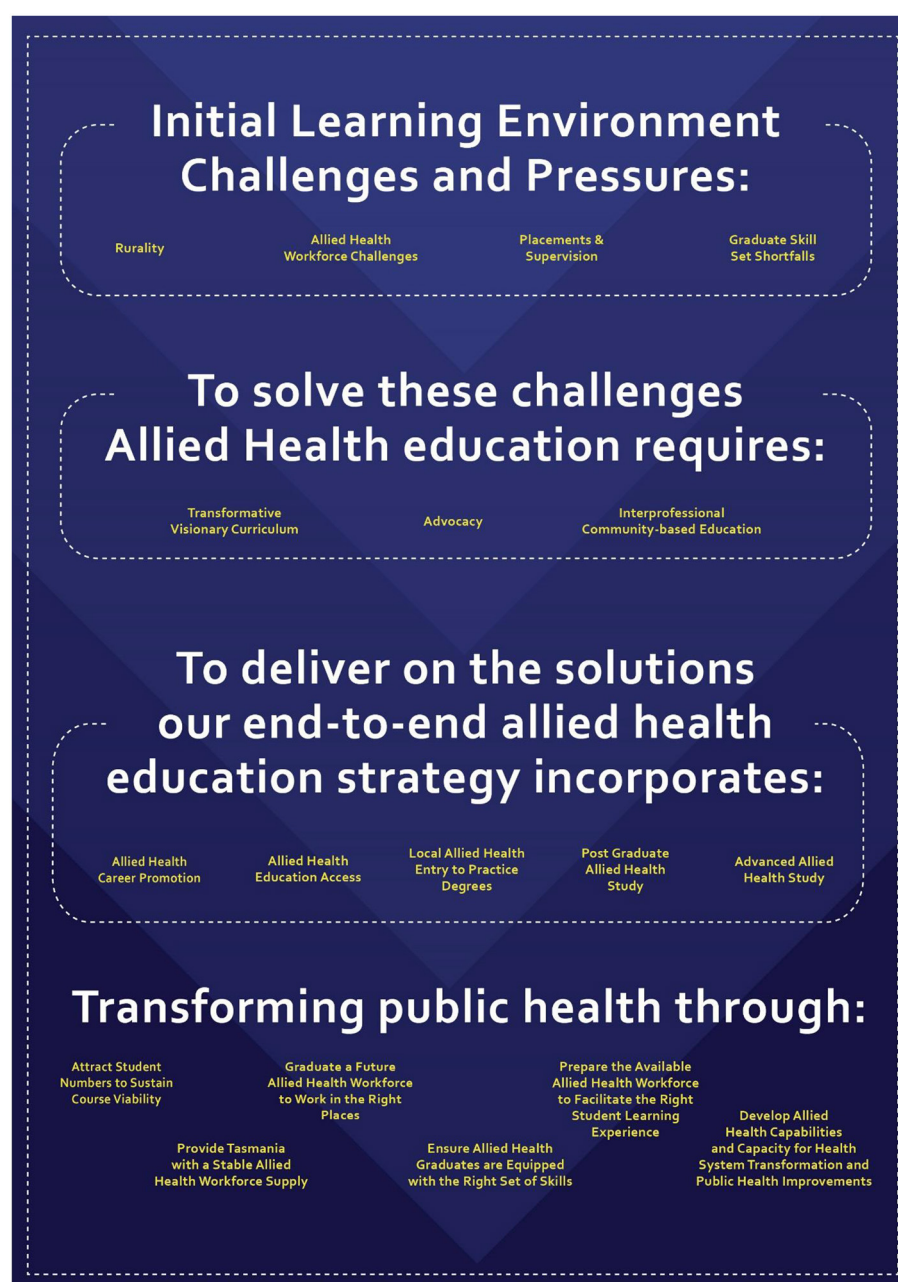 Initial Learning Environment
Challenges and Pressures:
Rurality
Allied Health
Workforce Challenges
Placements &
Supervision
Graduate Skill
Set Shortfalls
To solve these challenges
Allied Health education requires:
Transformative
Visionary Curriculum
Advocacy
Interprofessional
Community-based Education
To deliver on the solutions
our end-to-end allied health
education strategy incorporates:
Allied Health
Career Promotion
Allied Health
Education Access
Local Allied Health
Entry to Practice
Degrees
Post Graduate
Allied Health
Study
Advanced Allied
Health Study
Transforming public health through:
Attract Student
Numbers to Sustain
Course Viability
Provide Tasmania
with a Stable Allied
Health Workforce Supply
Graduate a Future
Allied Health Workforce
to Work in the Right
Places
Ensure Allied Health
Graduates are Equipped
with the Right Set of Skills
Prepare the Available
Allied Health Workforce
to Facilitate the Right
Student Learning
Experience
Develop Allied
Health Capabilities
and Capacity for Health
System Transformation and
Public Health Improvements